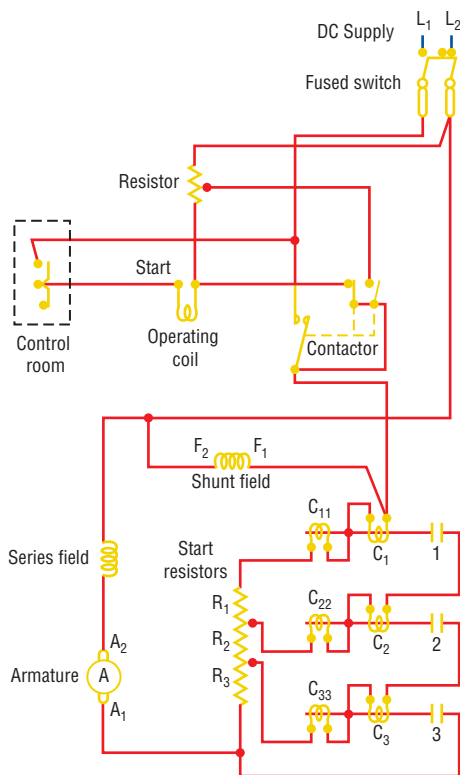 L1 L2
DC Supply
Fused switch
Resistor
Start
Control
room
Operating
coil
Contactor
F2 F1
Shunt field
C11
C1
1
Series field
Start
resistors
R1
C22
C2
2
R2
A2
Armature
A
R3
A1
C33
C3
3